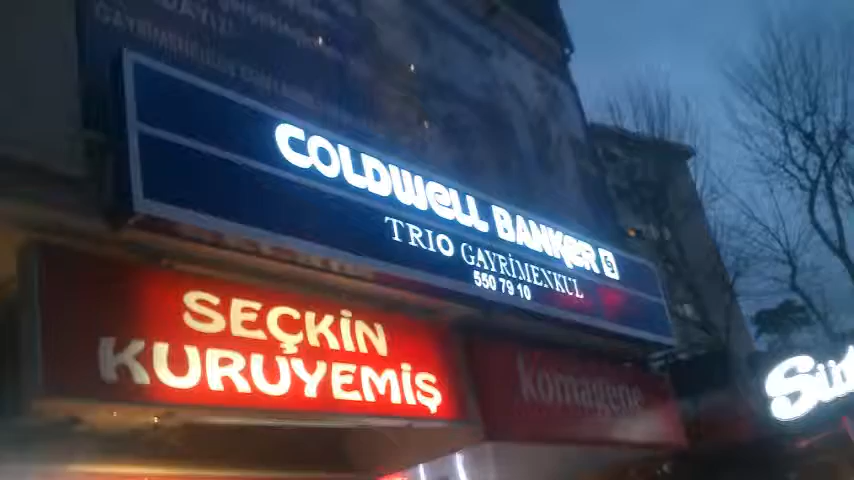 COLDWELL BANKER
TRIO GAYRİMENKUL
550 79 10
SEÇKİN
KURUYEMİŞ
komagene